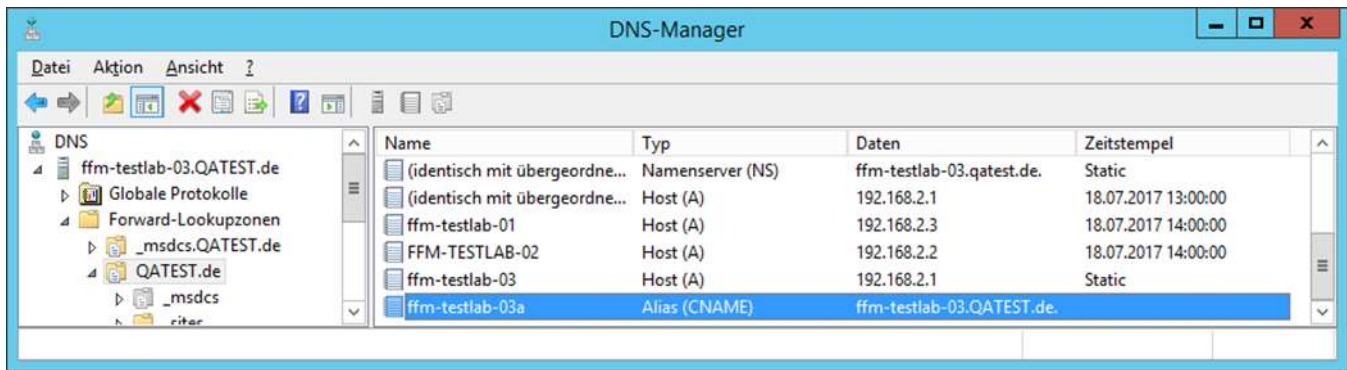 DNS-Manager
Datei Aktion Ansicht ?
DNS
ffm-testlab-03.QATEST.de
Globale Protokolle
Forward-Lookupzonen
_msdcs.QATEST.de
QATEST.de
_msdcs
Name Typ Daten Zeitstempel
(identisch mit übergeordne... Namenserver (NS) ffm-testlab-03.qatest.de. Static
(identisch mit übergeordne... Host (A) 192.168.2.1 18.07.2017 13:00:00
ffm-testlab-01 Host (A) 192.168.2.3 18.07.2017 14:00:00
FFM-TESTLAB-02 Host (A) 192.168.2.2 18.07.2017 14:00:00
ffm-testlab-03 Host (A) 192.168.2.1 Static
ffm-testlab-03a Alias (CNAME) ffm-testlab-03.QATEST.de.